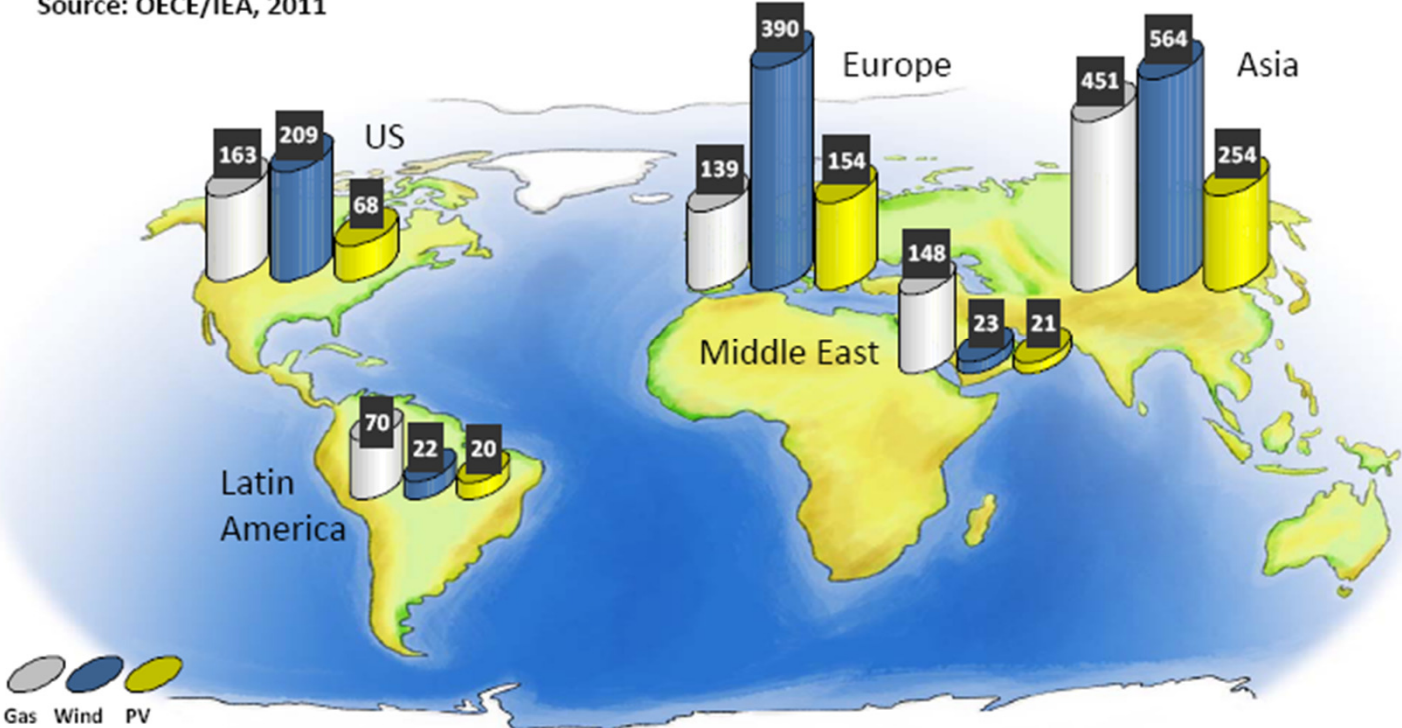 Source: OECE/IEA, 2011
390
Europe
564
Asia
451
163
209
US
68
139
154
254
148
Middle East
23
21
70
22
20
Latin
America
Gas Wind PV